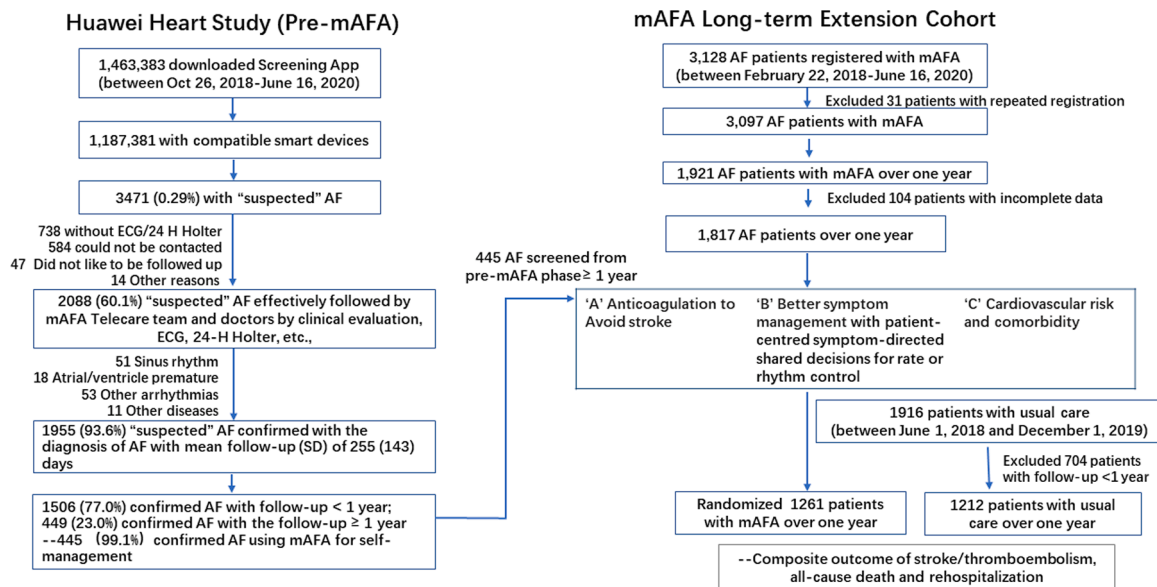 Huawei Heart Study (Pre-mAFA)
1,463,383 downloaded Screening App
(between Oct 26, 2018-June 16, 2020)
1,187,381 with compatible smart devices
3471 (0.29%) with “suspected” AF
738 without ECG/24 H Holter
584 could not be contacted
47 Did not like to be followed up
14 Other reasons
2088 (60.1%) “suspected” AF effectively followed by
mAFA Telecare team and doctors by clinical evaluation,
ECG, 24-H Holter, etc.,
51 Sinus rhythm
18 Atrial/ventricle premature
53 Other arrhythmias
11 Other diseases
1955 (93.6%) “suspected” AF confirmed with the
diagnosis of AF with mean follow-up (SD) of 255 (143)
days
1506 (77.0%) confirmed AF with follow-up < 1 year;
449 (23.0%) confirmed AF with the follow-up ≥ 1 year
--445 (99.1%) confirmed AF using mAFA for self-
management
mAFA Long-term Extension Cohort
3,128 AF patients registered with mAFA
(between February 22, 2018-June 16, 2020)
Excluded 31 patients with repeated registration
3,097 AF patients with mAFA
1,921 AF patients with mAFA over one year
Excluded 104 patients with incomplete data
1,817 AF patients over one year
445 AF screened from
pre-mAFA phase≥ 1 year
‘A’ Anticoagulation to
Avoid stroke
‘B’ Better symptom
management with patient-
centred symptom-directed
shared decisions for rate or
rhythm control
‘C’ Cardiovascular risk
and comorbidity
1916 patients with usual care
(between June 1, 2018 and December 1, 2019)
Excluded 704 patients
with follow-up <1 year
Randomized 1261 patients
with mAFA over one year
1212 patients with usual
care over one year
--Composite outcome of stroke/thromboembolism,
all-cause death and rehospitalization